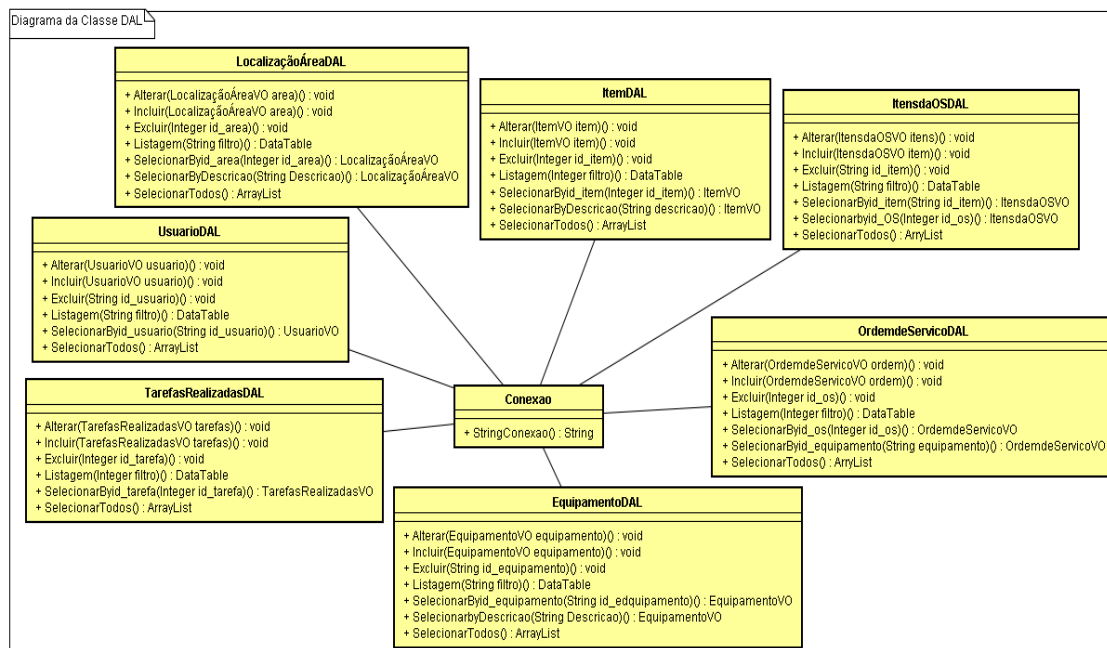 Diagrama da Classe DAL
LocalizaçãoÁreaDAL
+ Alterar(LocalizaçãoÁreaVO area)() : void
+ Incluir(LocalizaçãoÁreaVO area)() : void
+ Excluir(Integer id_area)() : void
+ Listagem(String filtro)() : DataTable
+ SelecionarByid_area(Integer id_area)() : LocalizaçãoÁreaVO
+ SelecionarByDescricao(String Descricao)() : LocalizaçãoÁreaVO
+ SelecionarTodos() : ArrayList
ItemDAL
+ Alterar(ItemVO item)() : void
+ Incluir(ItemVO item)() : void
+ Excluir(Integer id_item)() : void
+ Listagem(Integer filtro)() : DataTable
+ SelecionarByid_item(Integer id_item)() : ItemVO
+ SelecionarByDescricao(String descricao)() : ItemVO
+ SelecionarTodos() : ArrayList
ItensdaOSDAL
+ Alterar(ItensdaOSVO itens)() : void
+ Incluir(ItensdaOSVO item)() : void
+ Excluir(String id_item)() : void
+ Listagem(String filtro)() : DataTable
+ SelecionarByid_item(String id_item)() : ItensdaOSVO
+ Selecionarbyid_OS(Integer id_os)() : ItensdaOSVO
+ SelecionarTodos() : ArryList
UsuarioDAL
+ Alterar(UsuarioVO usuario)() : void
+ Incluir(UsuarioVO usuario)() : void
+ Excluir(String id_usuario)() : void
+ Listagem(String filtro)() : DataTable
+ SelecionarByid_usuario(String id_usuario)() : UsuarioVO
+ SelecionarTodos() : ArrayList
OrdemdeServicoDAL
+ Alterar(OrdemdeServicoVO ordem)() : void
+ Incluir(OrdemdeServicoVO ordem)() : void
+ Excluir(Integer id_os)() : void
+ Listagem(Integer filtro)() : DataTable
+ SelecionarByid_os(Integer id_os)() : OrdemdeServicoVO
+ SelecionarByid_equipamento(String equipamento)() : OrdemdeServicoVO
+ SelecionarTodos() : ArryList
TarefasRealizadasDAL
+ Alterar(TarefasRealizadasVO tarefas)() : void
+ Incluir(TarefasRealizadasVO tarefas)() : void
+ Excluir(Integer id_tarefa)() : void
+ Listagem(Integer filtro)() : DataTable
+ SelecionarByid_tarefa(Integer id_tarefa)() : TarefasRealizadasVO
+ SelecionarTodos() : ArrayList
Conexao
+ StringConexao() : String
EquipamentoDAL
+ Alterar(EquipamentoVO equipamento)() : void
+ Incluir(EquipamentoVO equipamento)() : void
+ Excluir(String id_equipamento)() : void
+ Listagem(String filtro)() : DataTable
+ SelecionarByid_equipamento(String id_edquipamento)() : EquipamentoVO
+ SelecionarbyDescricao(String Descricao)() : EquipamentoVO
+ SelecionarTodos() : ArrayList